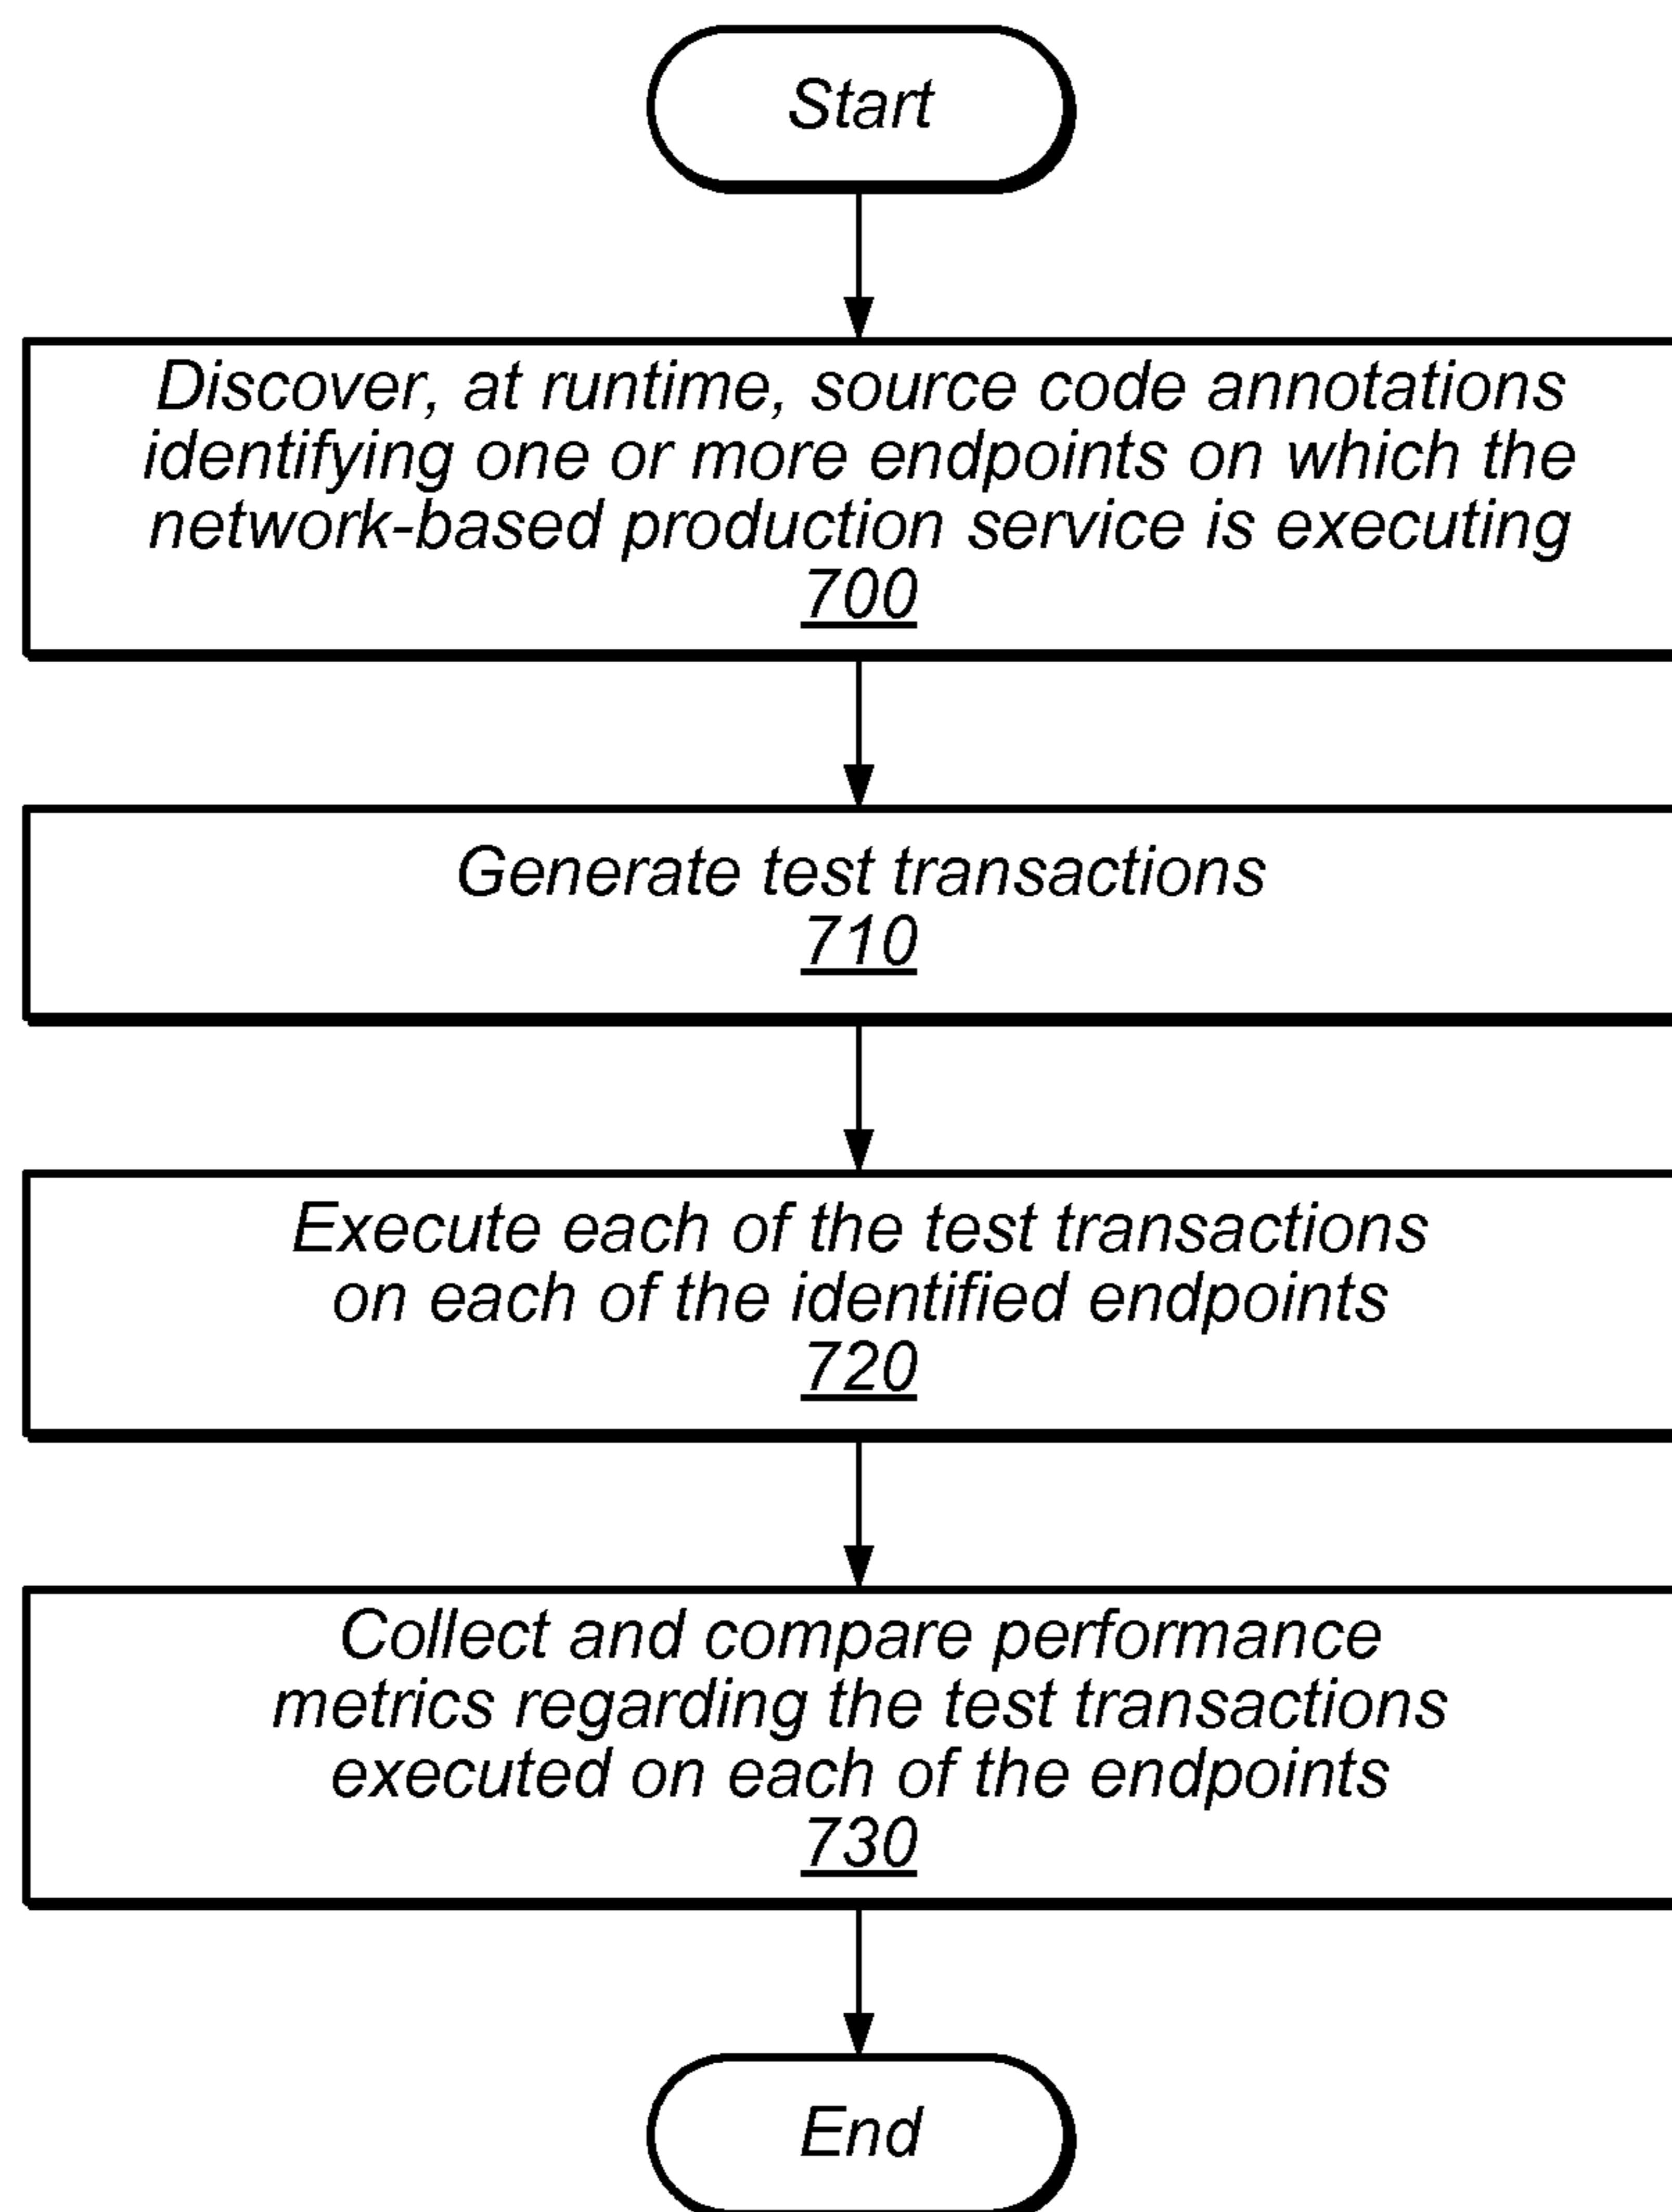 Start
Discover, at runtime, source code annotations
identifying one or more endpoints on which the
network-based production service is executing
700
Generate test transactions
710
Execute each of the test transactions
on each of the identified endpoints
720
Collect and compare performance
metrics regarding the test transactions
executed on each of the endpoints
730
End